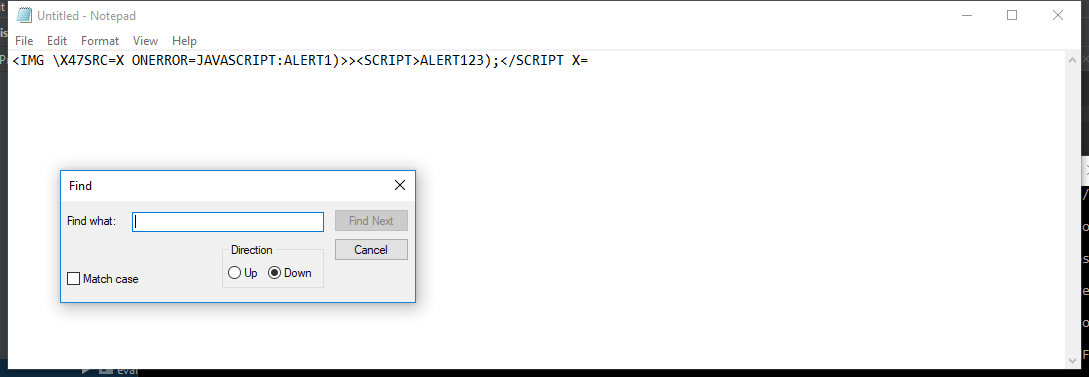 Untitled - Notepad
File Edit Format View Help
<IMG \X47SRC=X ONERROR=JAVASCRIPT:ALERT1)>><SCRIPT>ALERT123);</SCRIPT X=
Find
Find what: Find Next
Direction Cancel
Up Down
Match case
eval